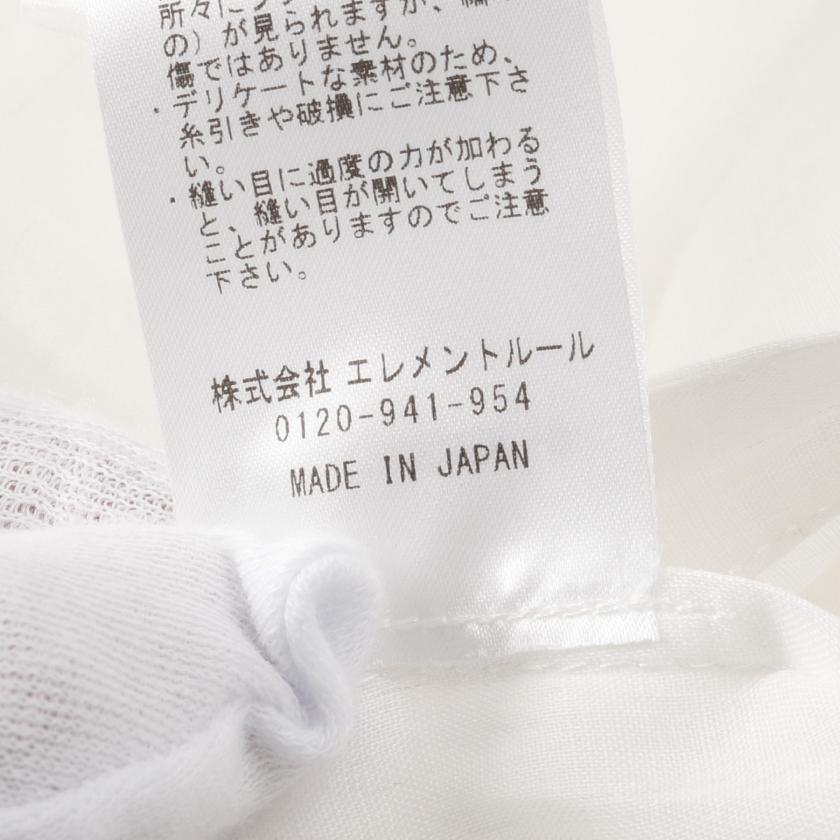 所々に
の）が見られますが、
傷ではありません。
・デリケートな素材のため、
糸引きや破損にご注意下さ
い。
・縫い目に過度の力が加わる
と、縫い目が開いてしまう
ことがありますのでご注意
下さい。
株式会社 エレメントルール
0120-941-954
MADE IN JAPAN